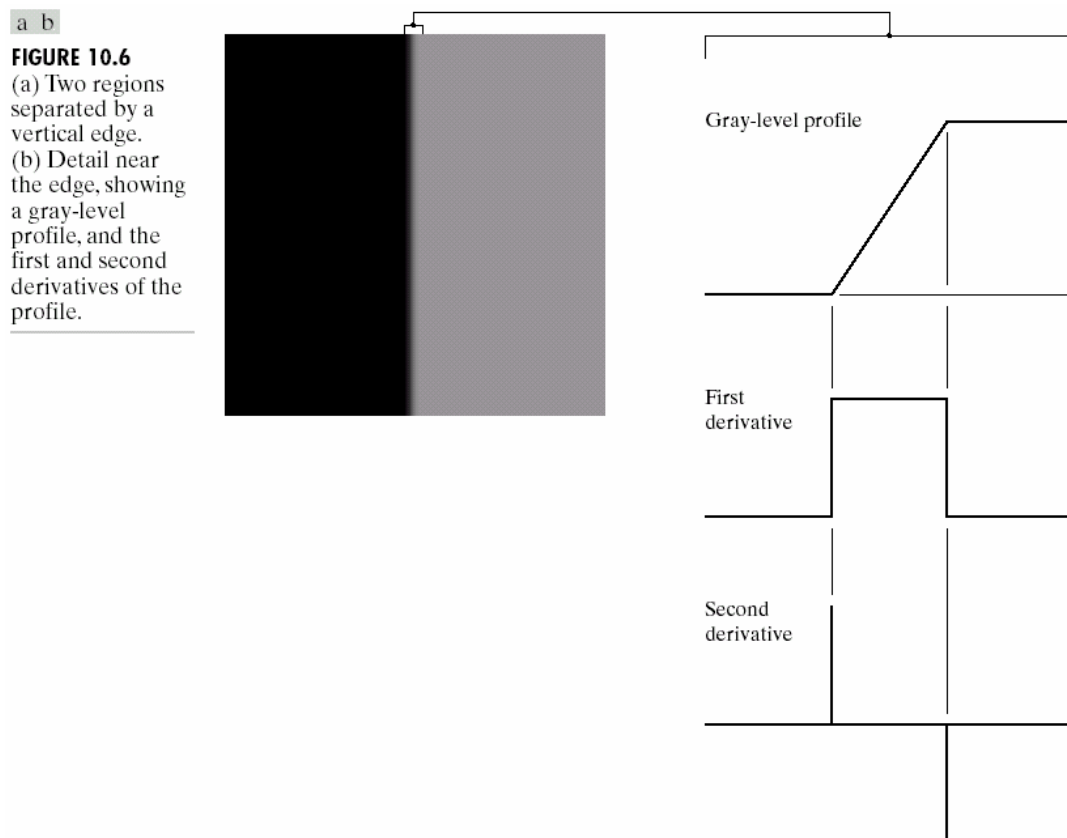 a b
FIGURE 10.6
(a) Two regions
separated by a
vertical edge.
(b) Detail near
the edge, showing
a gray-level
profile, and the
first and second
derivatives of the
profile.
Gray-level profile
First
derivative
Second
derivative